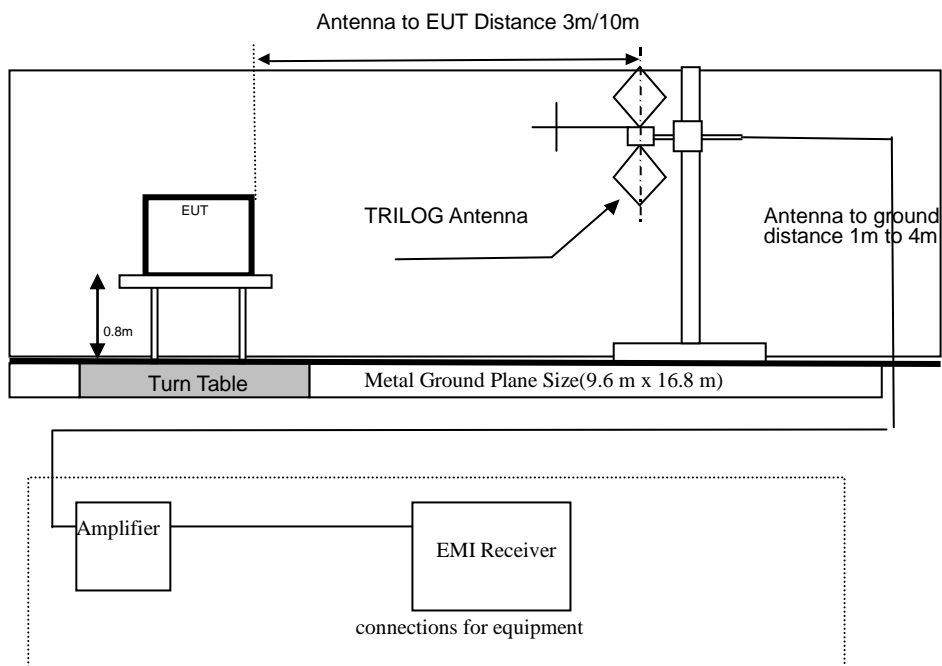 Antenna to EUT Distance 3m/10m
EUT
TRILOG Antenna
Antenna to ground
distance 1m to 4m
0.8m
Turn Table
Metal Ground Plane Size(9.6 m x 16.8 m)
Amplifier
EMI Receiver
connections for equipment